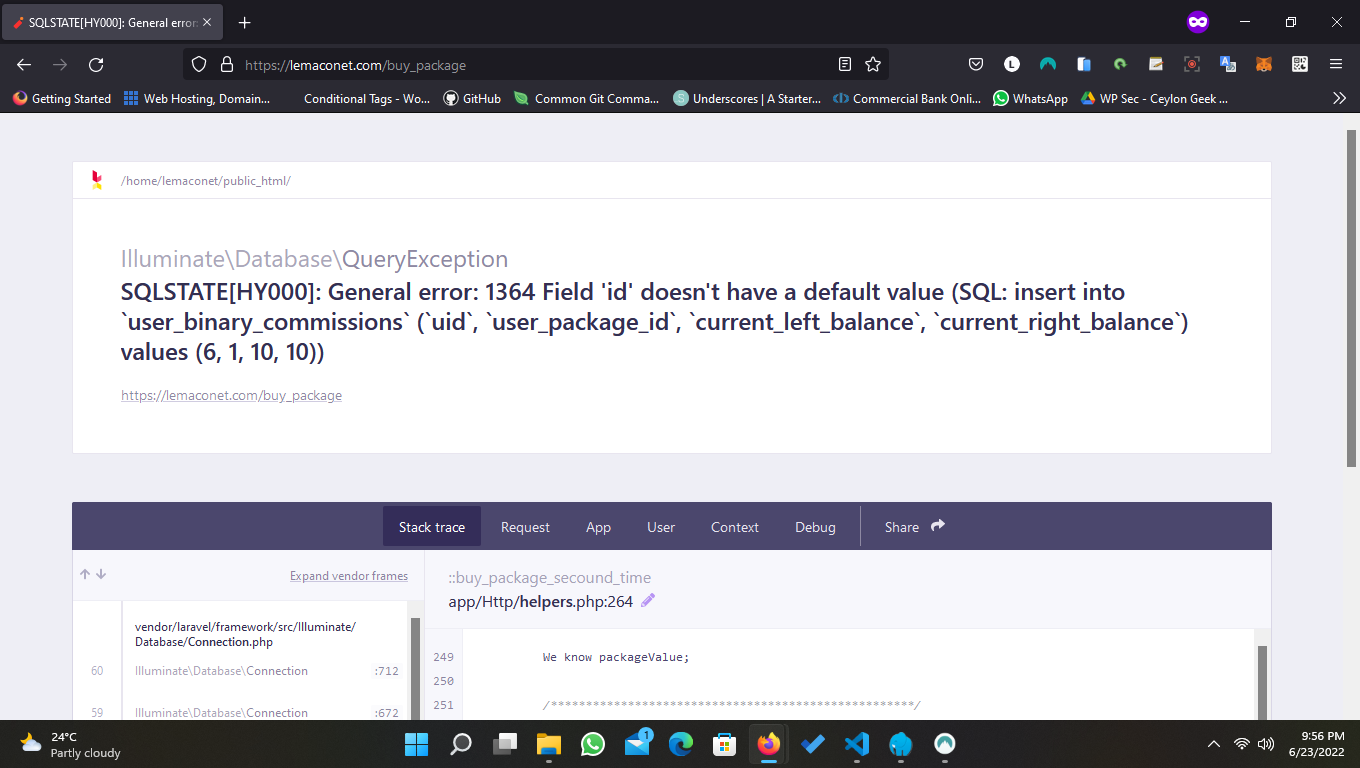 SQLSTATE[HY000]: General error
https://lemaconet.com/buy_package
Getting Started
Web Hosting, Domain...
Conditional Tags - Wo...
GitHub
Common Git Comma...
Underscores | A Starter...
Commercial Bank Onli...
WhatsApp
WP Sec - Ceylon Geek ...
/home/lemaconet/public_html/
Illuminate\Database\QueryException
SQLSTATE[HY000]: General error: 1364 Field 'id' doesn't have a default value (SQL: insert into
`user_binary_commissions` (`uid`, `user_package_id`, `current_left_balance`, `current_right_balance`)
values (6, 1, 10, 10))
https://lemaconet.com/buy_package
Stack trace
Request
App
User
Context
Debug
Share
Expand vendor frames
::buy_package_secound_time
app/Http/helpers.php:264
vendor/laravel/framework/src/Illuminate/
Database/Connection.php
60 Illuminate\Database\Connection :712
59 Illuminate\Database\Connection :672
249 We know packageValue;
250
251 /****************************************************/
24°C
Partly cloudy
1
9:56 PM
6/23/2022